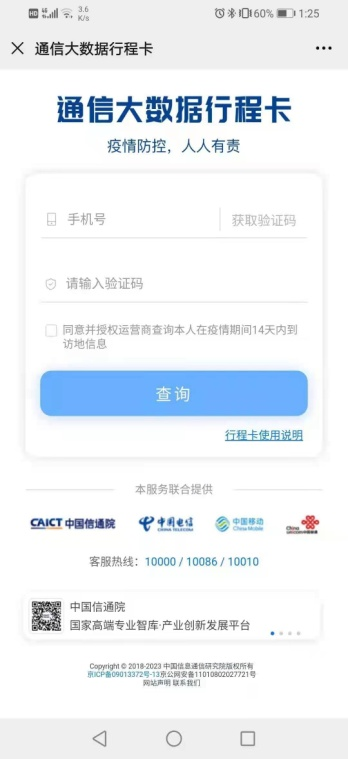 HD 3.6 K/s 60% 1:25
通信大数据行程卡
通信大数据行程卡
疫情防控，人人有责
手机号 获取验证码
请输入验证码
同意并授权运营商查询本人在疫情期间14天内到
访地信息
查询
行程卡使用说明
本服务联合提供
CAICT 中国信通院 中国电信 CHINA TELECOM 中国移动 China Mobile China unicom中国联通
客服热线：10000 / 10086 / 10010
中国信通院
国家高端专业智库·产业创新发展平台
Copyright © 2018-2023 中国信息通信研究院版权所有
京ICP备09013372号-13京公网安备11010802027721号
网站声明 联系我们